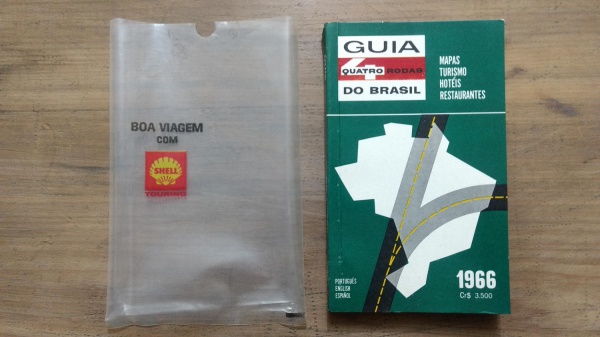 BOA VIAGEM
COM
SHELL
TOURING
GUIA
4
QUATRO RODAS
DO BRASIL
MAPAS
TURISMO
HOTÉIS
RESTAURANTES
PORTUGUÊS
ENGLISH
ESPAÑOL
1966
Cr$ 3.500